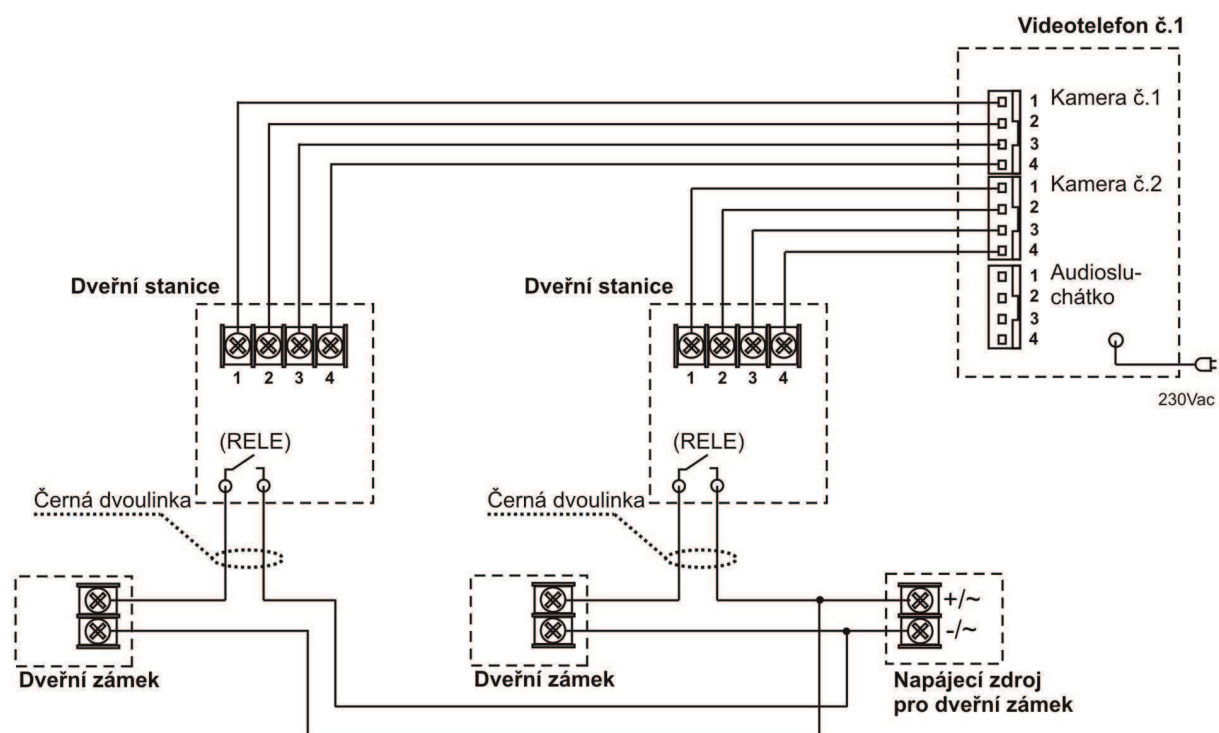 Videotelefon č.1
1 Kamera č.1
2
3
4
1 Kamera č.2
2
3
4
1 Audioslu-
2 chátko
3
4
230Vac
Dveřní stanice
1 2 3 4
(RELE)
Černá dvoulinka
Dveřní zámek
Dveřní stanice
1 2 3 4
(RELE)
Černá dvoulinka
Dveřní zámek
+/~
-/~
Napájecí zdroj
pro dveřní zámek